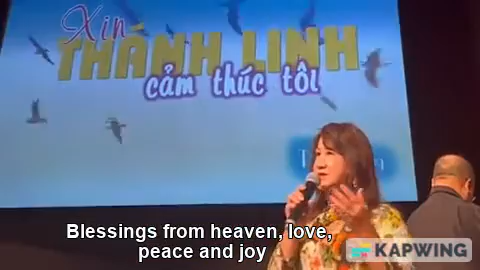 Xin
THÁNH LINH
cảm thúc tôi
Blessings from heaven, love,
peace and joy
KAPWING